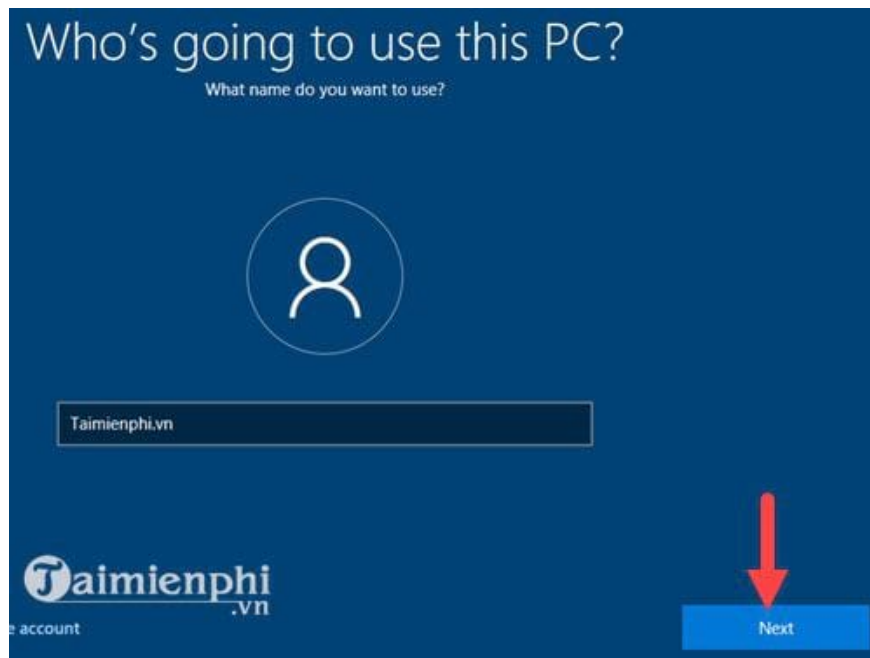 Who's going to use this PC?
What name do you want to use?
Taimienphi.vn
Taimienphi
.vn
e account
Next